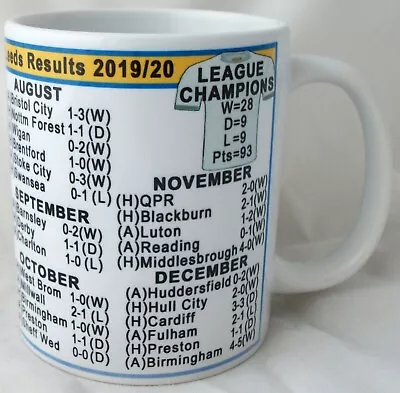 Leeds Results 2019/20
LEAGUE
CHAMPIONS
W=28
D=9
L=9
Pts=93
AUGUST
Bristol City 1-3(W)
Nottm Forest 1-1 (D)
Wigan 0-2(W)
Brentford 1-0(W)
Stoke City 0-3(W)
Swansea 0-1 (L)
SEPTEMBER
Barnsley 0-2(W)
Derby 1-1 (D)
Charlton 1-0 (L)
OCTOBER
West Brom 1-0(W)
Millwall 2-1 (L)
Birmingham 1-0(W)
Preston 1-1 (D)
Sheff Wed 0-0(D)
NOVEMBER
(H)QPR 2-0(W)
(H)Blackburn 2-1(W)
(A)Luton 1-2(W)
(A)Reading 0-1(W)
(H)Middlesbrough 4-0(W)
DECEMBER
(A)Huddersfield 0-2(W)
(H)Hull City 2-0(W)
(H)Cardiff 3-3(D)
(A)Fulham 2-1(L)
(H)Preston 1-1(D)
(A)Birmingham 4-5(W)